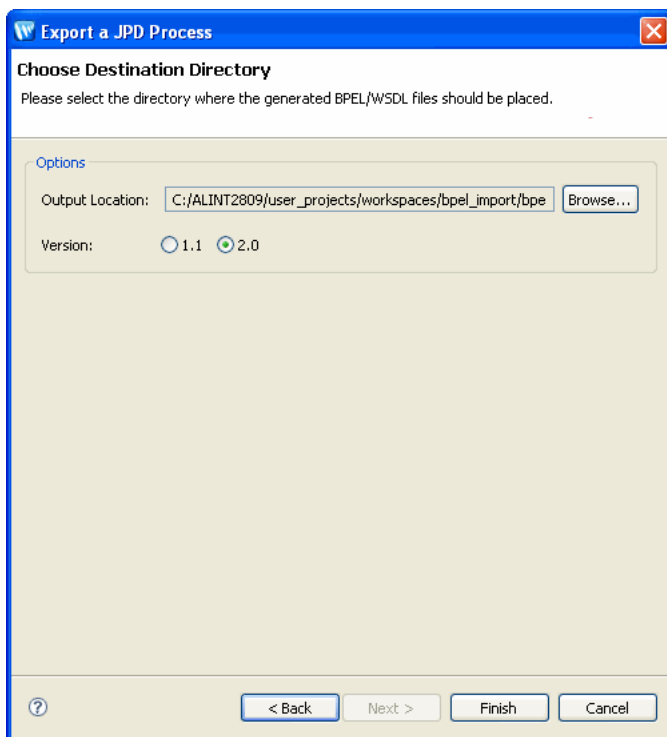 Export a JPD Process
Choose Destination Directory
Please select the directory where the generated BPEL/WSDL files should be placed.
Options
Output Location: C:/ALINT2809/user_projects/workspaces/bpel_import/bpe Browse...
Version: 1.1 2.0
< Back Next > Finish Cancel